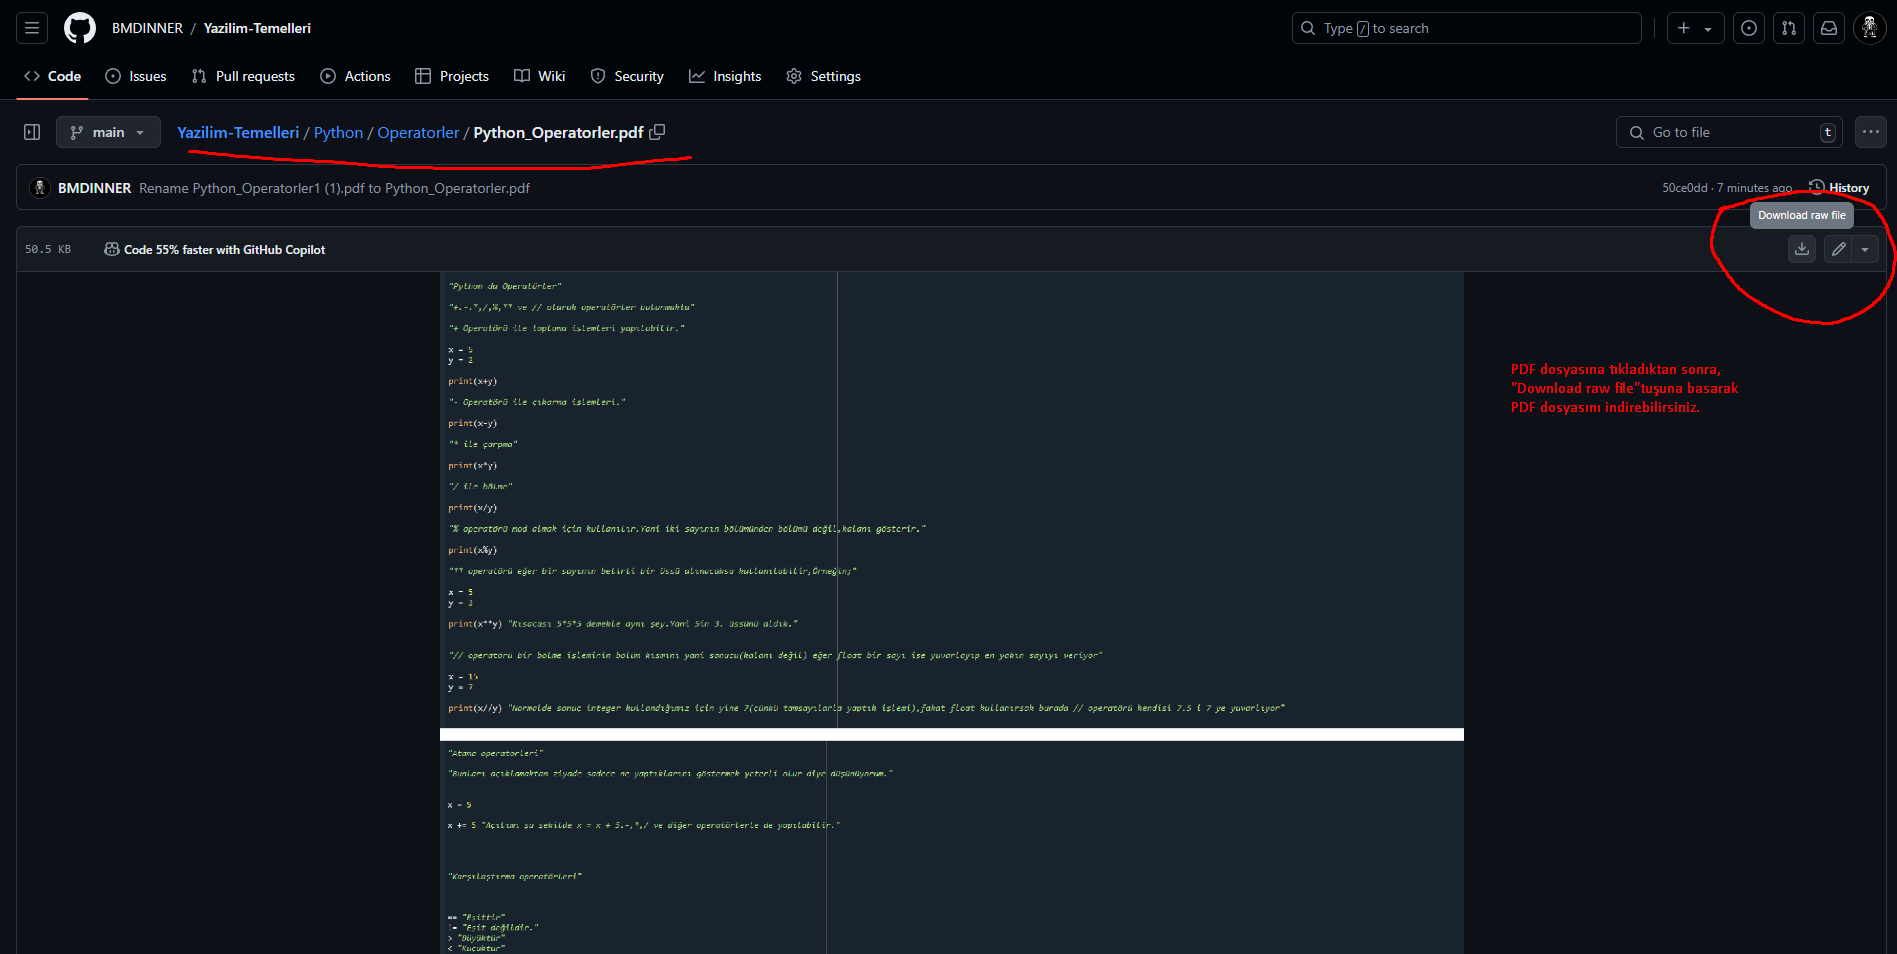 BMDINNER / Yazilim-Temelleri
Type / to search
Code Issues Pull requests Actions Projects Wiki Security Insights Settings
main Yazilim-Temelleri / Python / Operatorler / Python_Operatorler.pdf
Go to file t
BMDINNER Rename Python_Operatorler1 (1).pdf to Python_Operatorler.pdf
50ce0dd · 7 minutes ago History
Download raw file
50.5 KB Code 55% faster with GitHub Copilot
"Python da Operatörler"
"+.-.*,/,%,** ve // olarak operatörler bulunmakta"
"+ Operatörü ile toplama işlemleri yapılabilir."
x = 5
y = 2
print(x+y)
"- Operatörü ile çıkarma işlemleri."
print(x-y)
"* ile çarpma"
print(x*y)
"/ ile bölme"
print(x/y)
"% operatörü mod almak için kullanılır.Yani iki sayının bölümünden bölümü değil,kalanı gösterir."
print(x%y)
"** operatörü eğer bir sayının belirli bir üssü alınacaksa kullanılabilir,Örneğin;"
x = 5
y = 3
print(x**y) "Kısacası 5*5*5 demekle aynı şey.Yani 5in 3. üssünü aldık."
"// operatörü bir bölme işleminin bölüm kısmını yani sonucu(kalanı değil) eğer float bir sayı ise yuvarlayıp en yakın sayıyı veriyor"
x = 15
y = 7
print(x//y) "Normalde sonuç integer kullandığımız için yine 7(çünkü tamsayılarla yaptık işlemi),fakat float kullanırsak burada // operatörü kendisi 7.5 i 7 ye yuvarlıyor"
PDF dosyasına tıkladıktan sonra,
"Download raw file"tuşuna basarak
PDF dosyasını indirebilirsiniz.
"Atama operatorleri"
"Bunları açıklamaktan ziyade sadece ne yaptıklarını göstermek yeterli olur diye düşünüyorum."
x = 5
x += 5 "Açılımı şu şekilde x = x + 5.-,*,/ ve diğer operatörlerle de yapılabilir."
"Karşılaştırma operatörleri"
== "Eşittir"
!= "Eşit değildir."
> "Büyüktür"
< "Küçüktür"